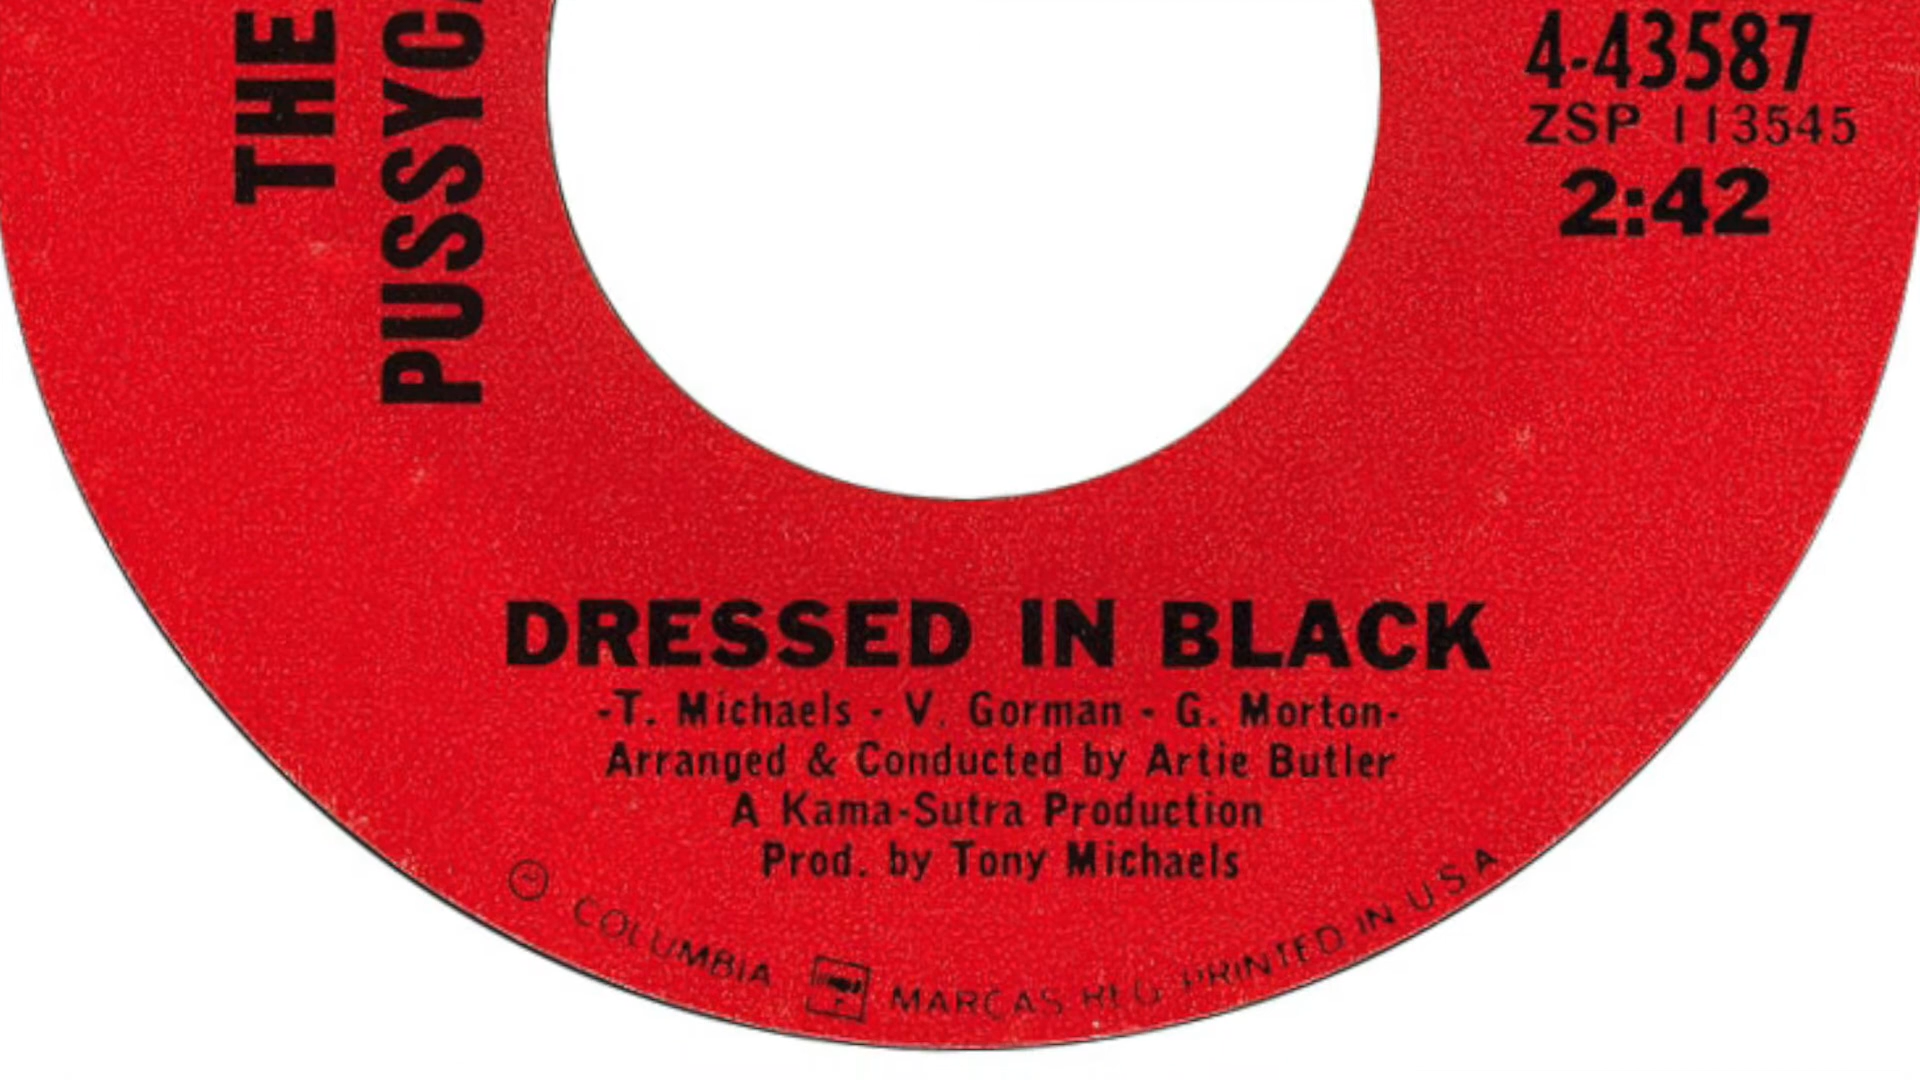 THE
PUSSYCA
4-43587
ZSP 113545
2:42
DRESSED IN BLACK
-T. Michaels - V. Gorman - G. Morton-
Arranged & Conducted by Artie Butler
A Kama-Sutra Production
Prod. by Tony Michaels
COLUMBIA MARCAS REG PRINTED IN U S A